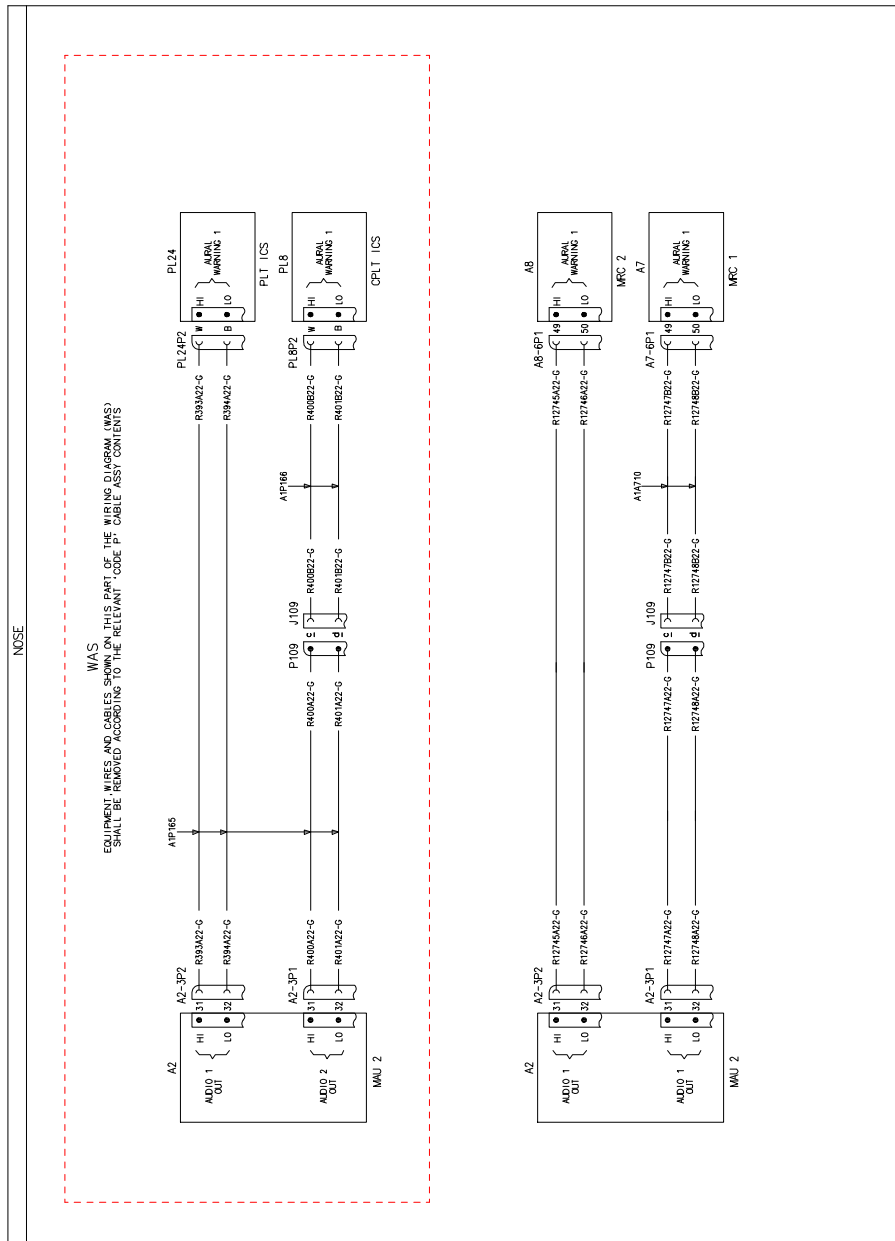 NOSE
WAS
EQUIPMENT, WIRES AND CABLES SHOWN ON THIS PART OF THE WIRING DIAGRAM (WAS)
SHALL BE REMOVED ACCORDING TO THE RELEVANT 'CODE P' CABLE ASSY CONTENTS
A2
AUDIO 1
OUT
HI
LO
31
32
A2-3P2
R393A22-G
R394A22-G
A1P165
R393A22-G
R394A22-G
PL24P2
W
B
HI
LO
AURAL
WARNING 1
PL24
PLT ICS
AUDIO 2
OUT
HI
LO
31
32
A2-3P1
MAU 2
R400A22-G
R401A22-G
R400A22-G
R401A22-G
P109
c
d
J109
R400B22-G
R401B22-G
A1P166
R400B22-G
R401B22-G
PL8P2
W
B
HI
LO
AURAL
WARNING 1
PL8
CPLT ICS
A2
AUDIO 1
OUT
HI
LO
31
32
A2-3P2
R12745A22-G
R12746A22-G
R12745A22-G
R12746A22-G
A8-6P1
49
50
HI
LO
AURAL
WARNING 1
A8
MRC 2
AUDIO 1
OUT
HI
LO
31
32
A2-3P1
MAU 2
R12747A22-G
R12748A22-G
R12747A22-G
R12748A22-G
P109
c
d
J109
R12747B22-G
R12748B22-G
A1A710
R12747B22-G
R12748B22-G
A7-6P1
49
50
HI
LO
AURAL
WARNING 1
A7
MRC 1